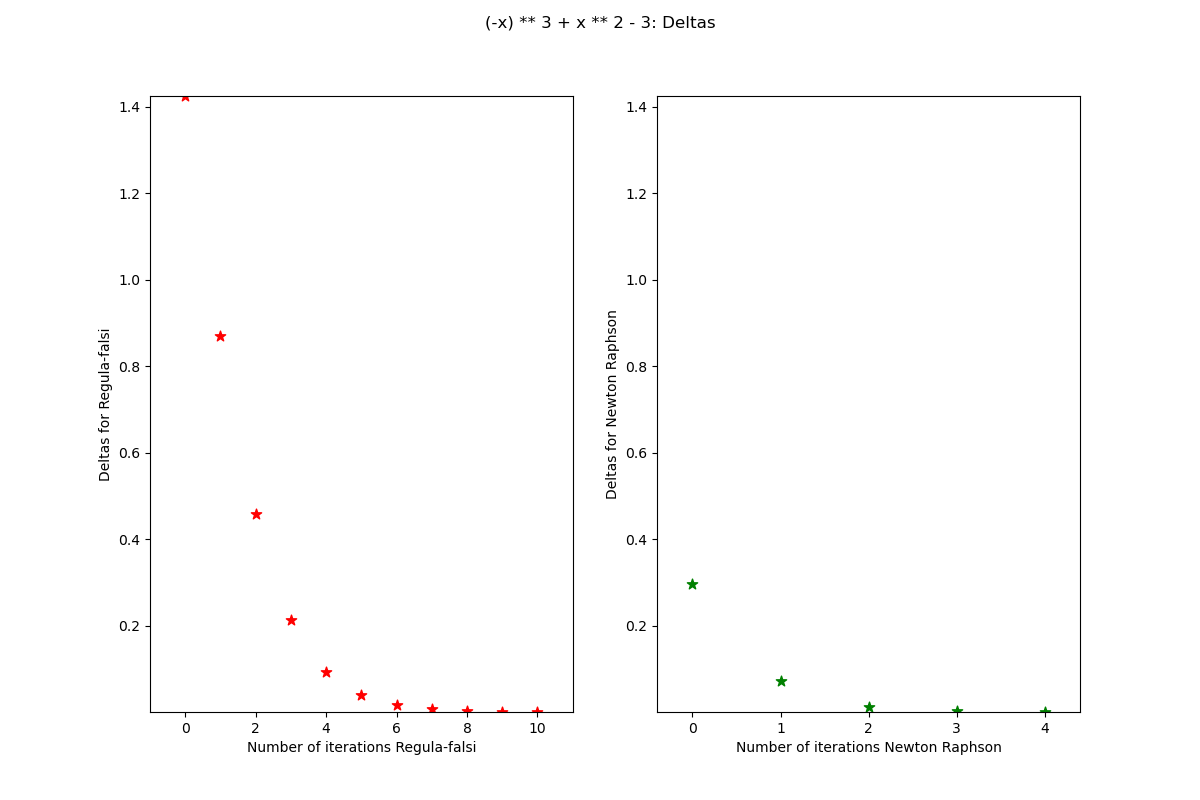 (-x) ** 3 + x ** 2 - 3: Deltas
1.4
1.2
1.0
0.8
0.6
0.4
0.2
Deltas for Regula-falsi
0 2 4 6 8 10
Number of iterations Regula-falsi
1.4
1.2
1.0
0.8
0.6
0.4
0.2
Deltas for Newton Raphson
0 1 2 3 4
Number of iterations Newton Raphson